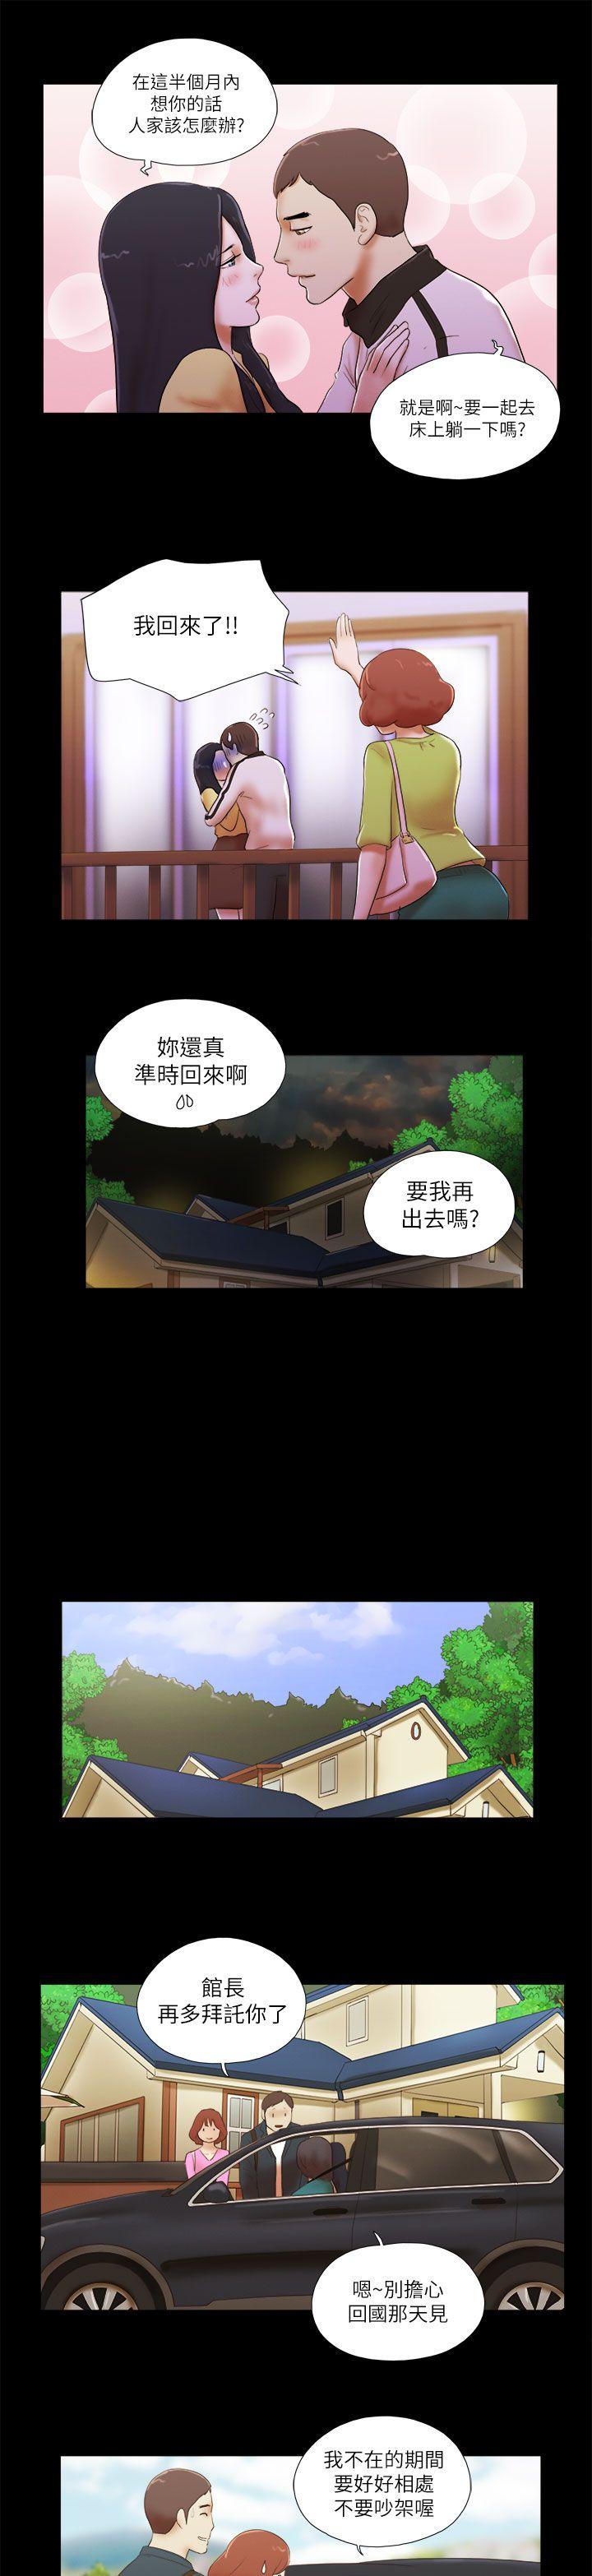 在這半個月內
想你的話
人家該怎麼辦?
就是啊~要一起去
床上躺一下嗎?
我回來了!!
妳還真
準時回來啊
要我再
出去嗎?
館長
再多拜託你了
嗯~別擔心
回國那天見
我不在的期間
要好好相處
不要吵架喔